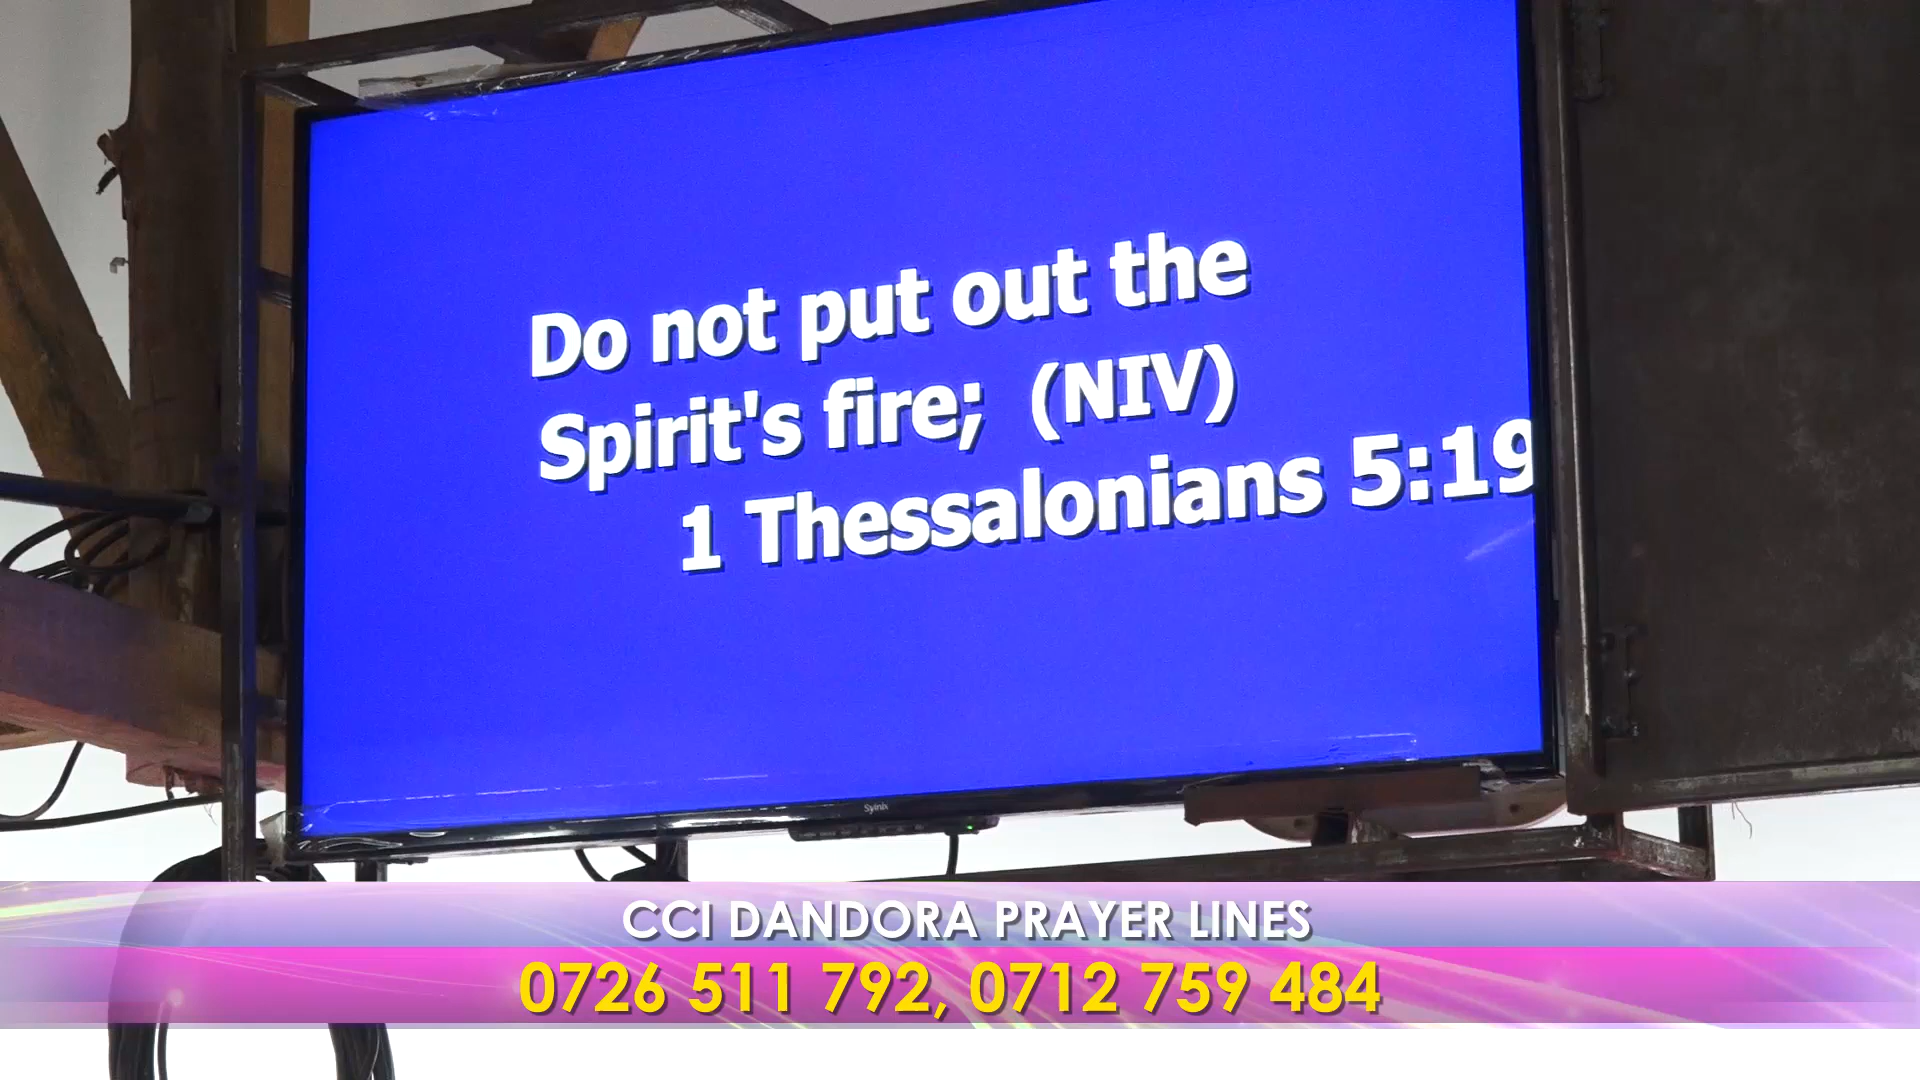 Do not put out the
Spirit's fire; (NIV)
1 Thessalonians 5:19
Syinix
CCI DANDORA PRAYER LINES
0726 511 792, 0712 759 484